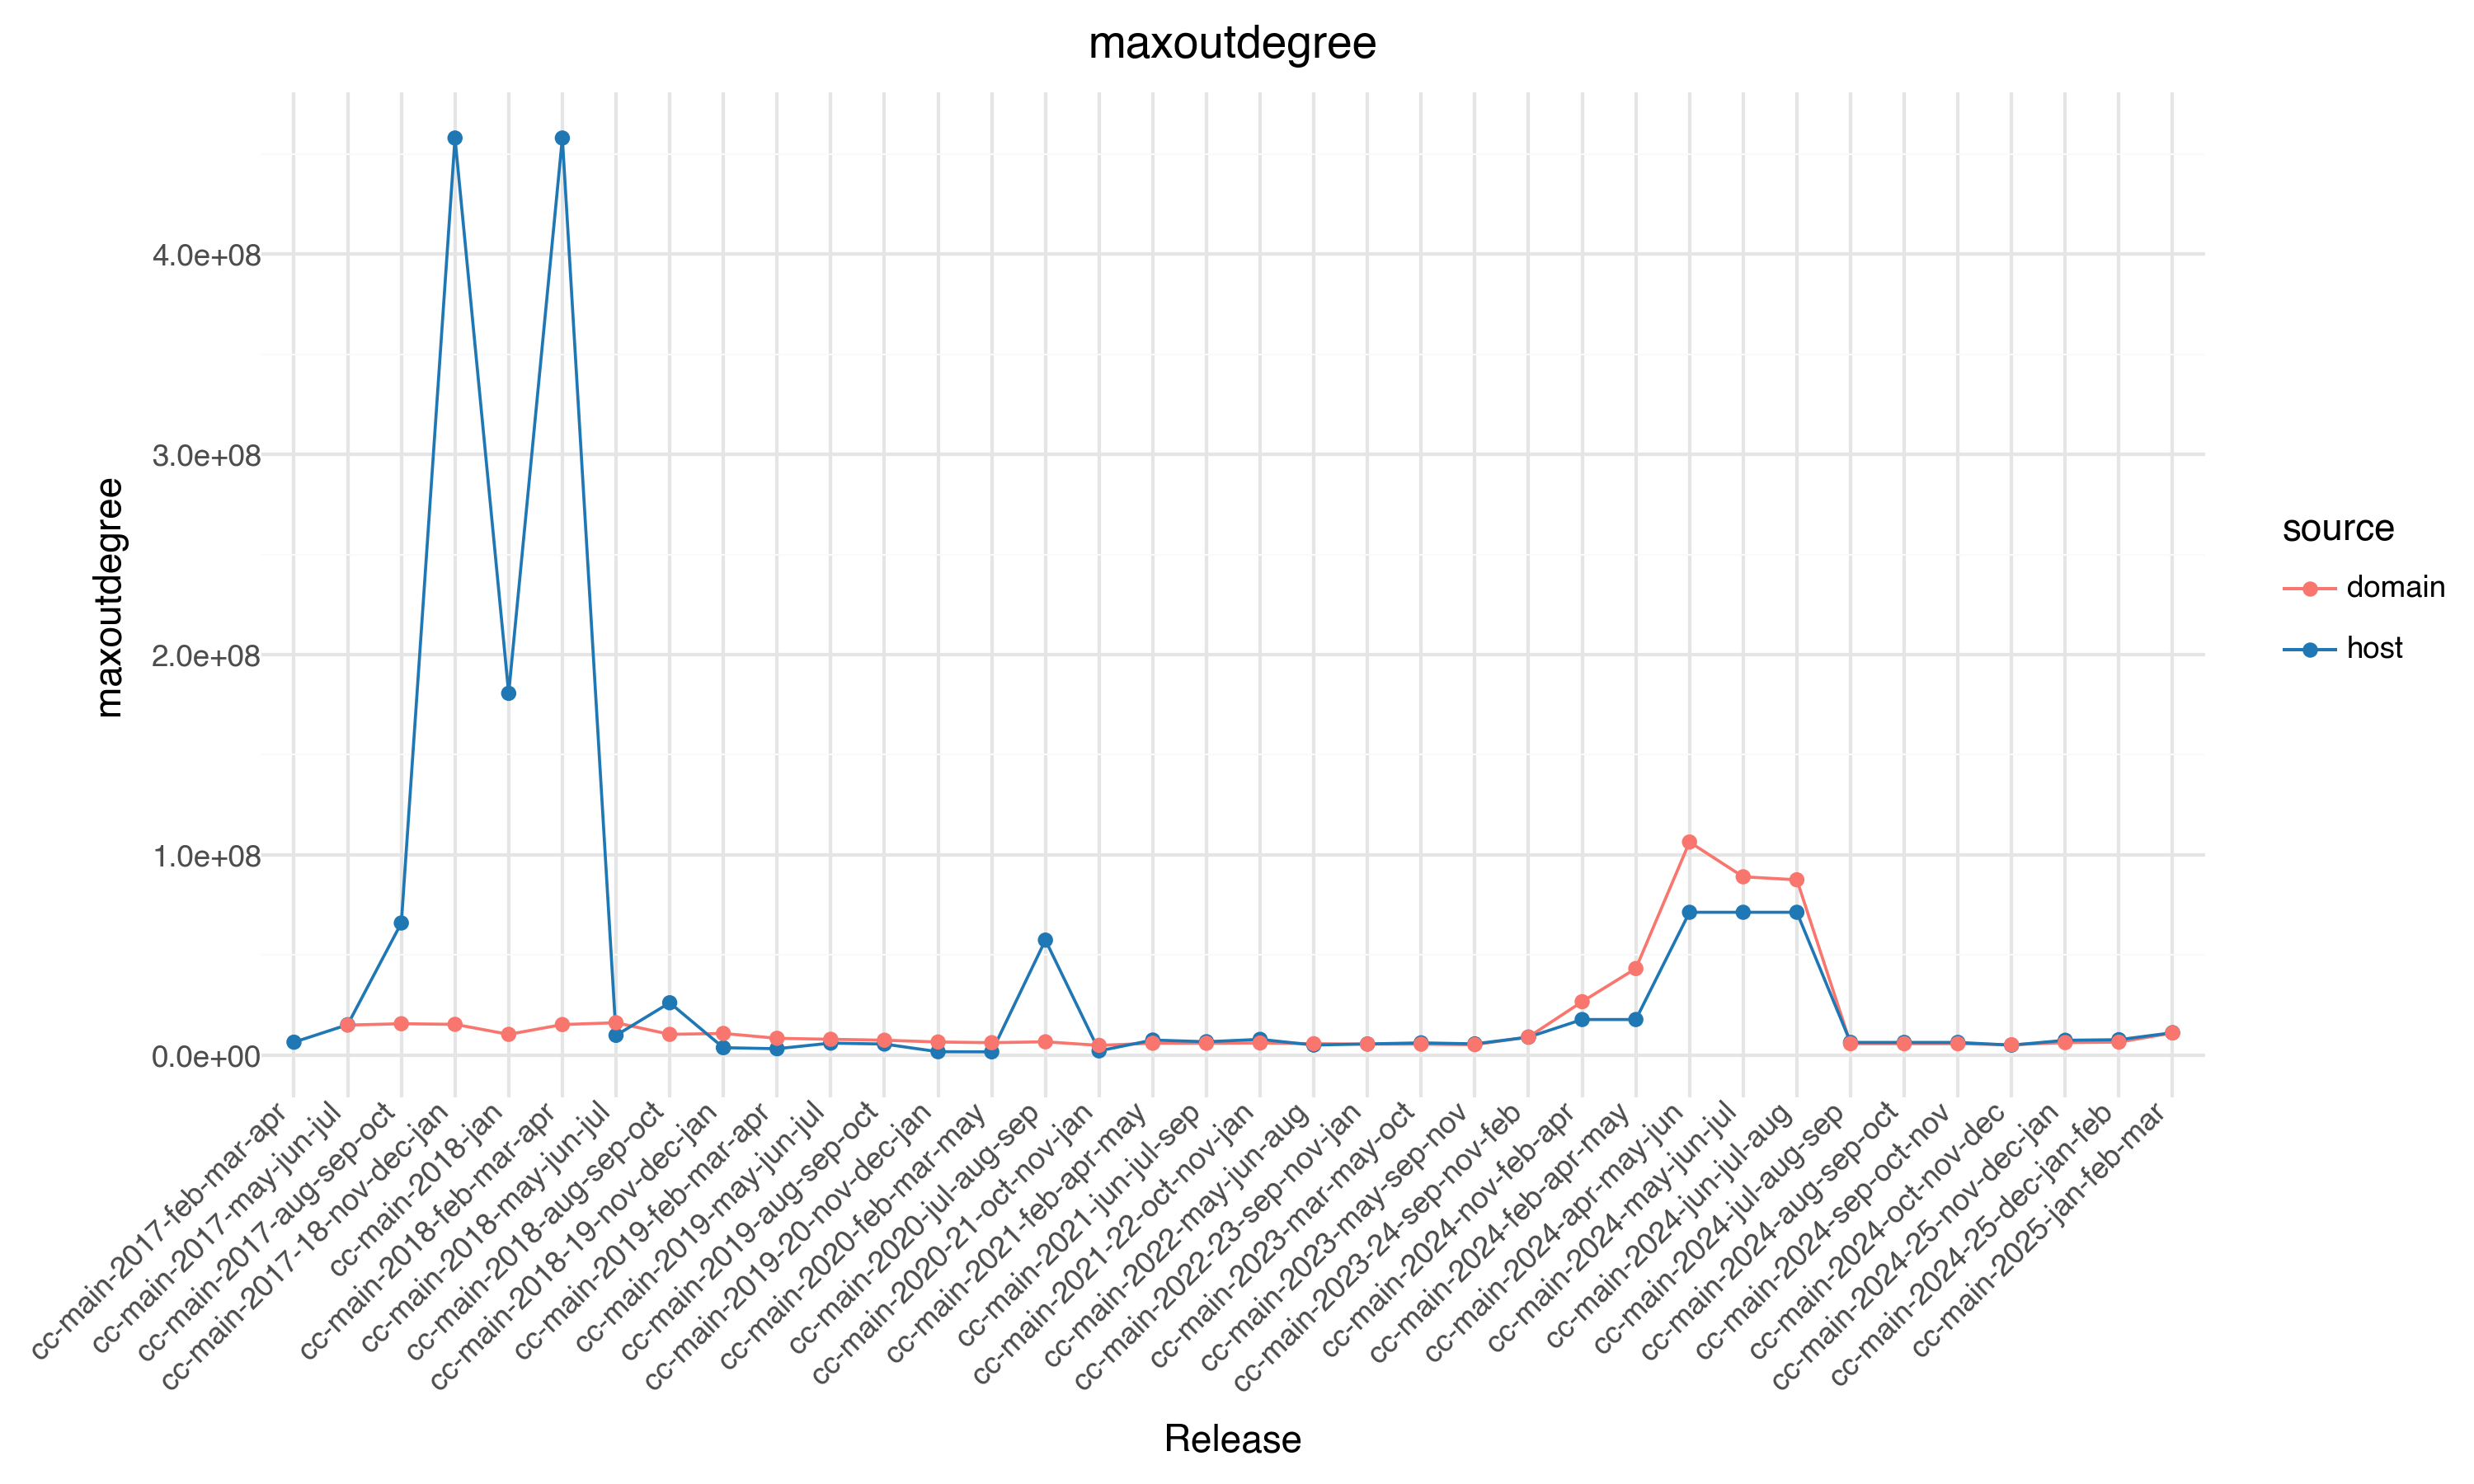 maxoutdegree
maxoutdegree
4.0e+08
3.0e+08
2.0e+08
1.0e+08
0.0e+00
cc-main-2017-feb-mar-apr
cc-main-2017-may-jun-jul
cc-main-2017-aug-sep-oct
cc-main-2017-18-nov-dec-jan
cc-main-2018-jan
cc-main-2018-feb-mar-apr
cc-main-2018-may-jun-jul
cc-main-2018-aug-sep-oct
cc-main-2018-19-nov-dec-jan
cc-main-2019-feb-mar-apr
cc-main-2019-may-jun-jul
cc-main-2019-aug-sep-oct
cc-main-2019-20-nov-dec-jan
cc-main-2020-feb-mar-may
cc-main-2020-jul-aug-sep
cc-main-2020-21-oct-nov-jan
cc-main-2021-feb-apr-may
cc-main-2021-jun-jul-sep
cc-main-2021-22-oct-nov-jan
cc-main-2022-may-jun-aug
cc-main-2022-23-sep-nov-jan
cc-main-2023-mar-may-oct
cc-main-2023-may-sep-nov
cc-main-2023-24-sep-nov-feb
cc-main-2024-nov-feb-apr
cc-main-2024-feb-apr-may
cc-main-2024-apr-may-jun
cc-main-2024-may-jun-jul
cc-main-2024-jun-jul-aug
cc-main-2024-jul-aug-sep
cc-main-2024-aug-sep-oct
cc-main-2024-sep-oct-nov
cc-main-2024-oct-nov-dec
cc-main-2024-25-nov-dec-jan
cc-main-2024-25-dec-jan-feb
cc-main-2025-jan-feb-mar
Release
source
domain
host